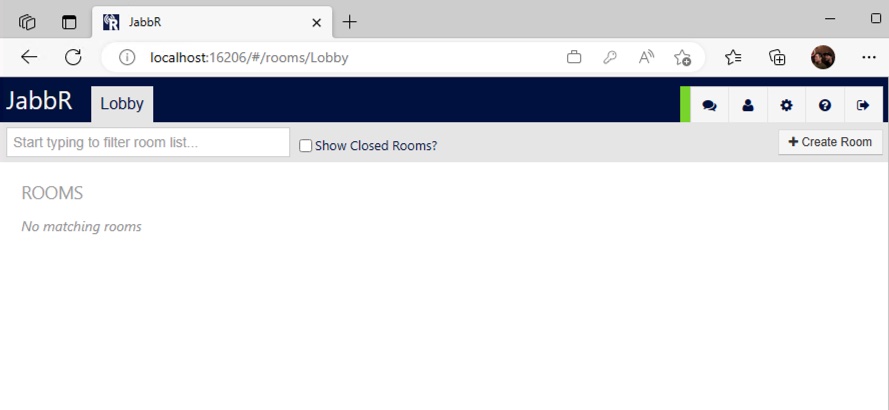 JabbR
localhost:16206/#/rooms/Lobby
JabbR Lobby
Start typing to filter room list... Show Closed Rooms? Create Room
ROOMS
No matching rooms